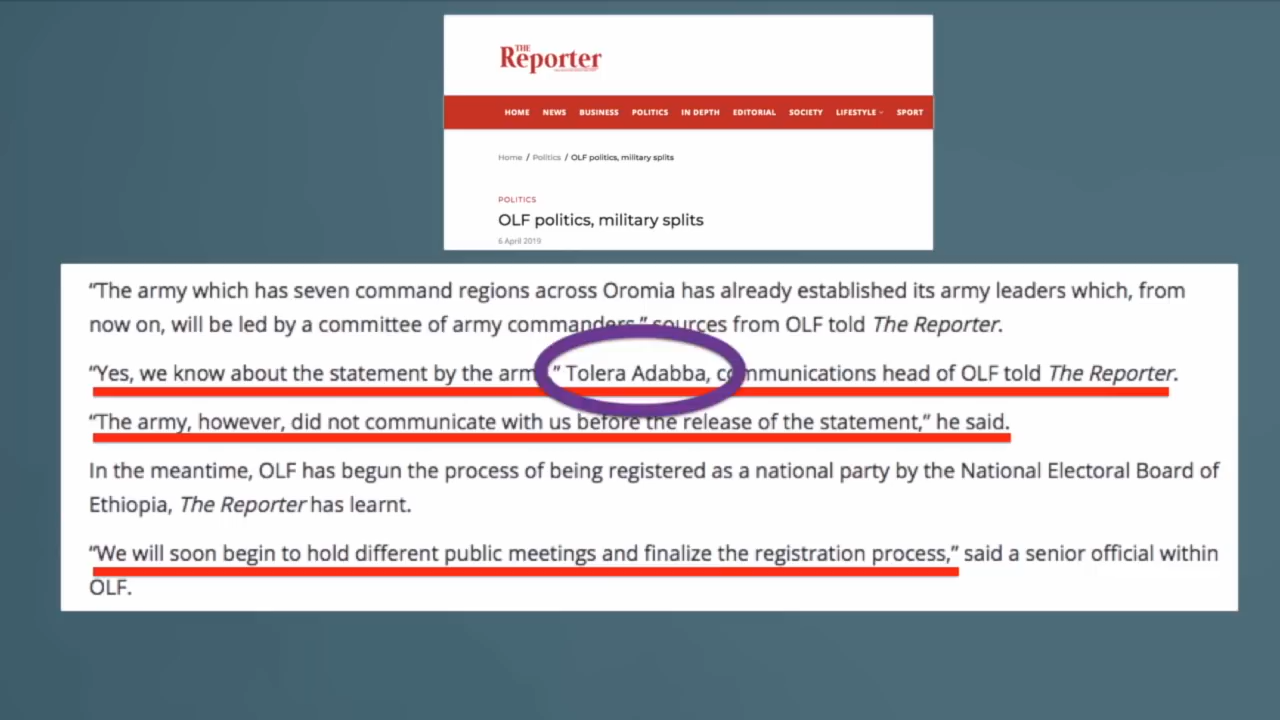 THE
Reporter
HOME NEWS BUSINESS POLITICS IN DEPTH EDITORIAL SOCIETY LIFESTYLE SPORT
Home / Politics / OLF politics, military splits
POLITICS
OLF politics, military splits
6 April 2019
“The army which has seven command regions across Oromia has already established its army leaders which, from
now on, will be led by a committee of army commanders,” sources from OLF told The Reporter.
“Yes, we know about the statement by the arm ” Tolera Adabba, communications head of OLF told The Reporter.
“The army, however, did not communicate with us before the release of the statement,” he said.
In the meantime, OLF has begun the process of being registered as a national party by the National Electoral Board of
Ethiopia, The Reporter has learnt.
“We will soon begin to hold different public meetings and finalize the registration process,” said a senior official within
OLF.